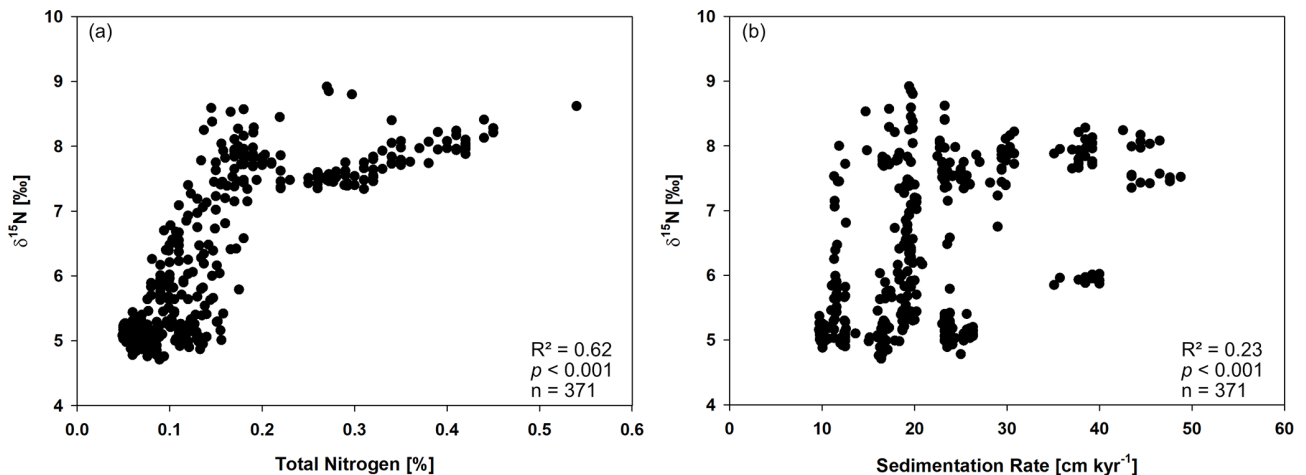 (a)
10
9
8
7
6
5
4
δ¹⁵N [‰]
0.0 0.1 0.2 0.3 0.4 0.5 0.6
Total Nitrogen [%]
R² = 0.62
p < 0.001
n = 371
(b)
10
9
8
7
6
5
4
δ¹⁵N [‰]
0 10 20 30 40 50 60
Sedimentation Rate [cm kyr⁻¹]
R² = 0.23
p < 0.001
n = 371